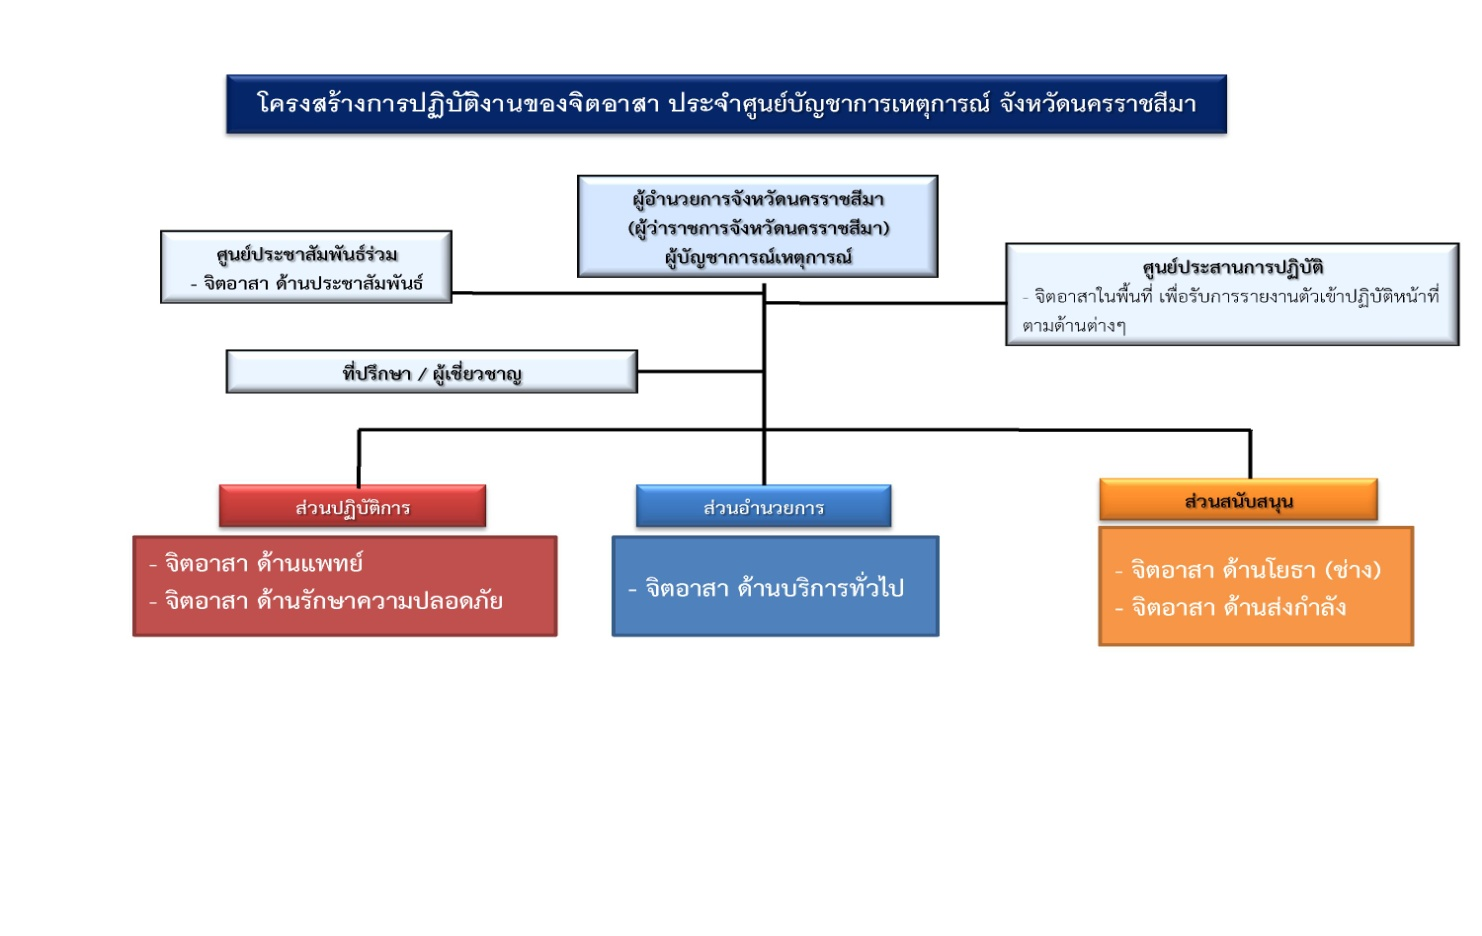 โครงสร้างการปฏิบัติงานของจิตอาสา ประจำศูนย์บัญชาการเหตุการณ์ จังหวัดนครราชสีมา
ผู้อำนวยการจังหวัดนครราชสีมา
(ผู้ว่าราชการจังหวัดนครราชสีมา)
ผู้บัญชาการณ์เหตุการณ์
ศูนย์ประชาสัมพันธ์ร่วม
- จิตอาสา ด้านประชาสัมพันธ์
ศูนย์ประสานการปฏิบัติ
- จิตอาสาในพื้นที่ เพื่อรับการรายงานตัวเข้าปฏิบัติหน้าที่
ตามด้านต่างๆ
ที่ปรึกษา / ผู้เชี่ยวชาญ
ส่วนปฏิบัติการ
- จิตอาสา ด้านแพทย์
- จิตอาสา ด้านรักษาความปลอดภัย
ส่วนอำนวยการ
- จิตอาสา ด้านบริการทั่วไป
ส่วนสนับสนุน
- จิตอาสา ด้านโยธา (ช่าง)
- จิตอาสา ด้านส่งกำลัง